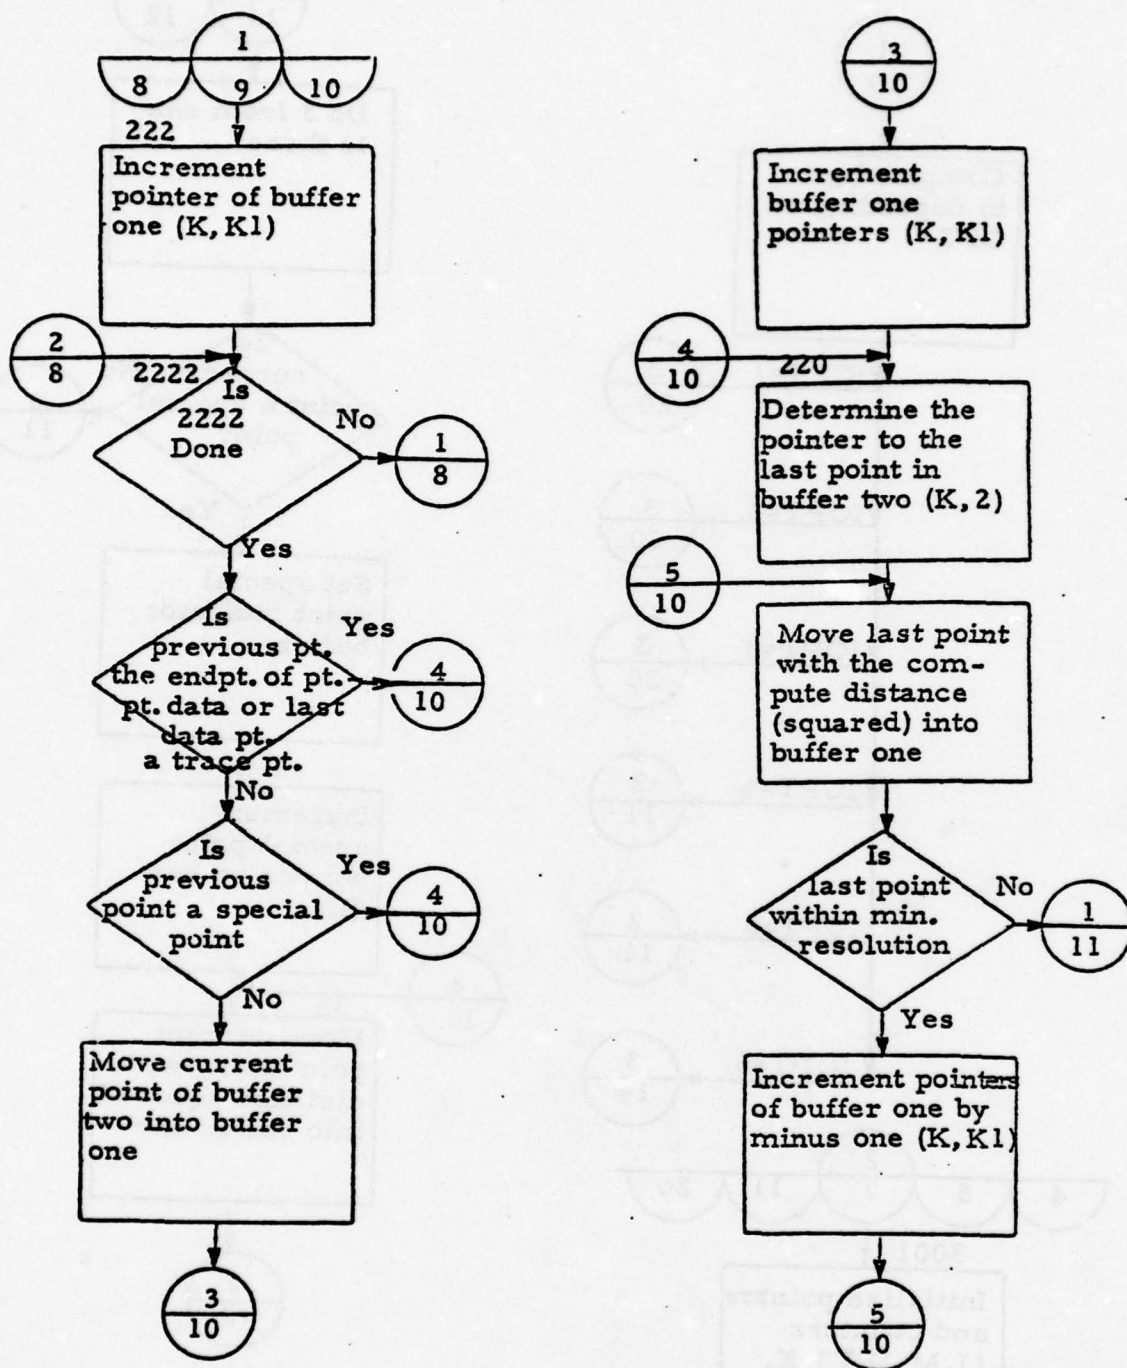 1
8 9 10
222
Increment
pointer of buffer
one (K, K1)
2
8
2222
Is
2222
Done
No
1
8
Yes
Is
previous pt.
the endpt. of pt.-
pt. data or last
data pt.
a trace pt.
Yes
4
10
No
Is
previous
point a special
point
Yes
4
10
No
Move current
point of buffer
two into buffer
one
3
10
3
10
Increment
buffer one
pointers (K, K1)
4
10
220
Determine the
pointer to the
last point in
buffer two (K, 2)
5
10
Move last point
with the com-
pute distance
(squared) into
buffer one
Is
last point
within min.
resolution
No
1
11
Yes
Increment pointers
of buffer one by
minus one (K, K1)
5
10